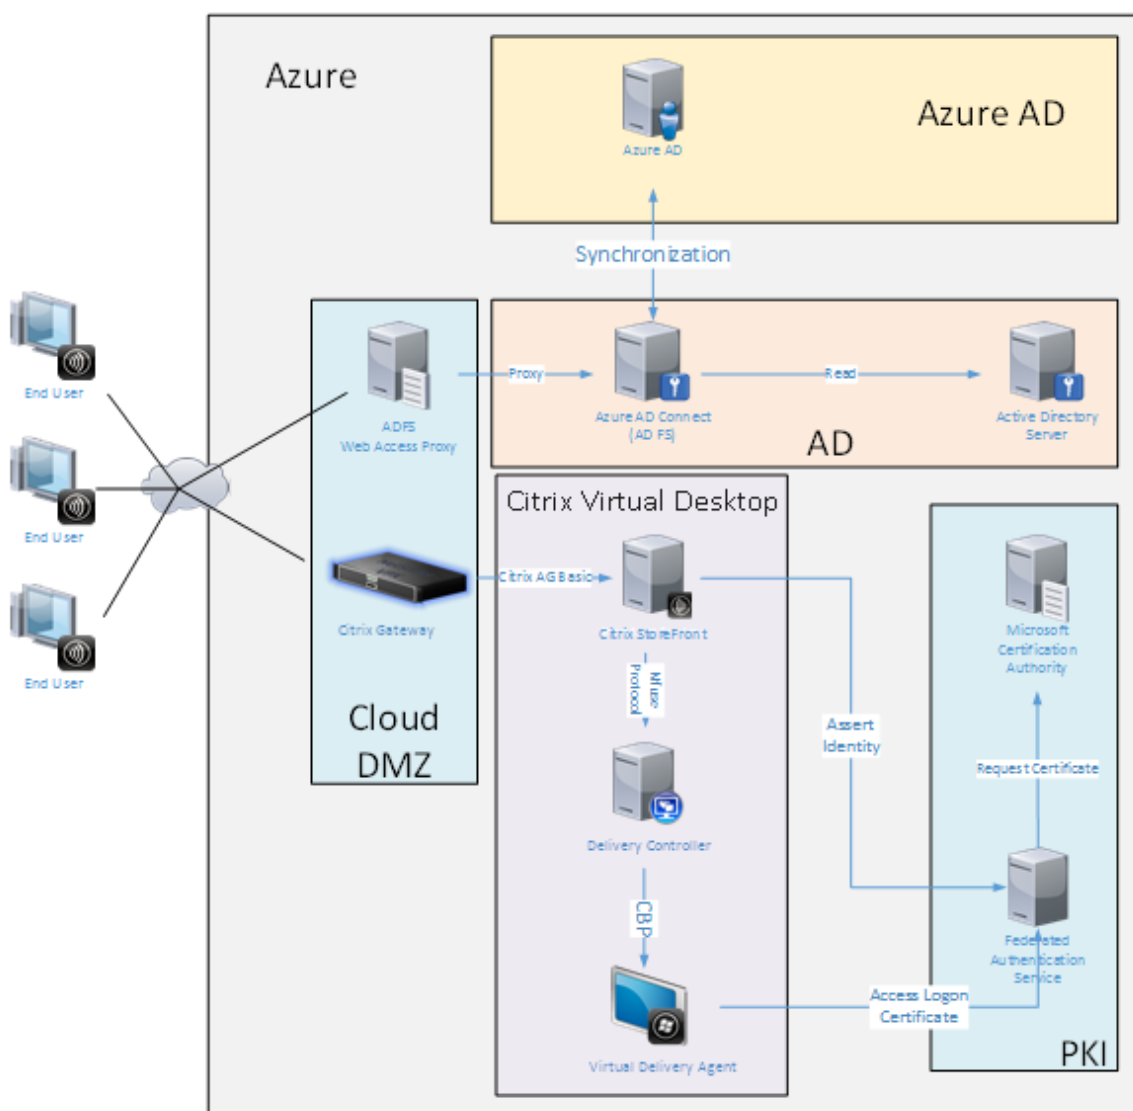 Azure
Azure AD
Azure AD
Synchronization
End User
ADFS
Web Access Proxy
Proxy
Azure AD Connect
(AD FS)
Read
Active Directory
Server
AD
End User
Citrix Virtual Desktop
Citrix Gateway
Citrix AG Basic
Citrix StoreFront
Microsoft
Certification
Authority
End User
Nfuse
Protocol
Cloud
DMZ
Assert
Identity
Request Certificate
Delivery Controller
CBP
Federated
Authentication
Service
Access Logon
Certificate
Virtual Delivery Agent
PKI